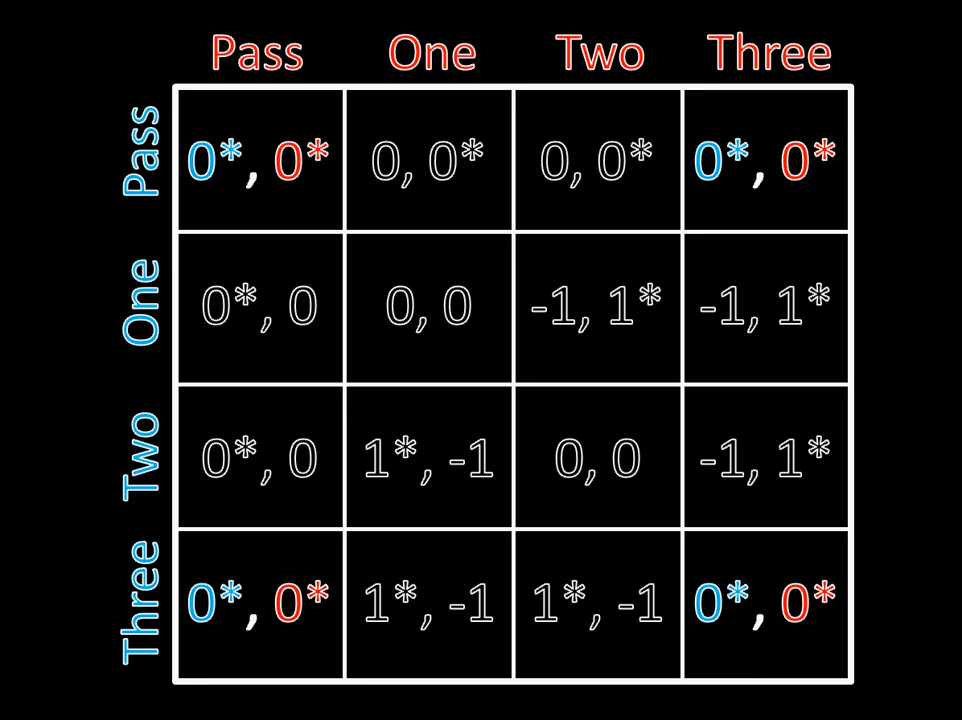 Pass One Two Three
Pass 0*, 0* 0, 0* 0, 0* 0*, 0*
One 0*, 0 0, 0 -1, 1* -1, 1*
Two 0*, 0 1*, -1 0, 0 -1, 1*
Three 0*, 0* 1*, -1 1*, -1 0*, 0*